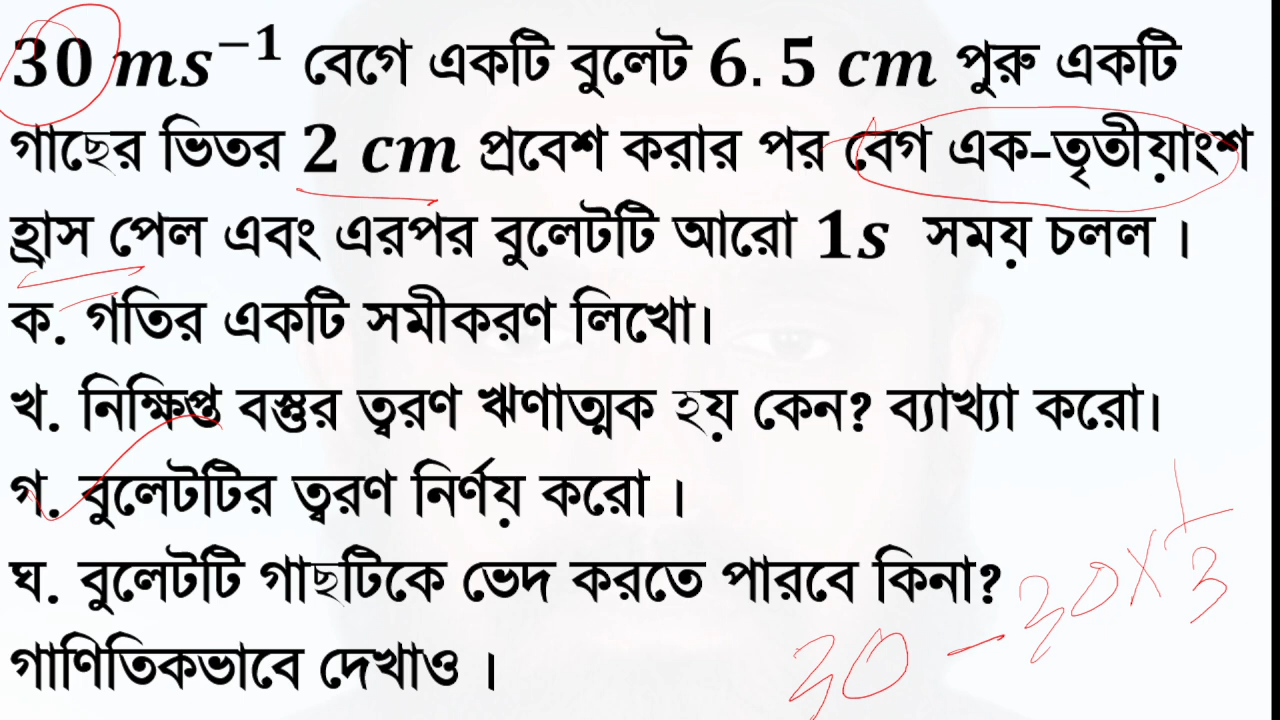 30 ms⁻¹ বেগে একটি বুলেট 6.5 cm পুরু একটি
গাছের ভিতর 2 cm প্রবেশ করার পর বেগ এক-তৃতীয়াংশ
হ্রাস পেল এবং এরপর বুলেটটি আরো 1s সময় চলল ।
ক. গতির একটি সমীকরণ লিখো।
খ. নিক্ষিপ্ত বস্তুর ত্বরণ ঋণাত্মক হয় কেন? ব্যাখ্যা করো।
গ. বুলেটটির ত্বরণ নির্ণয় করো ।
ঘ. বুলেটটি গাছটিকে ভেদ করতে পারবে কিনা?
গাণিতিকভাবে দেখাও ।
30 - 30 × 1/3